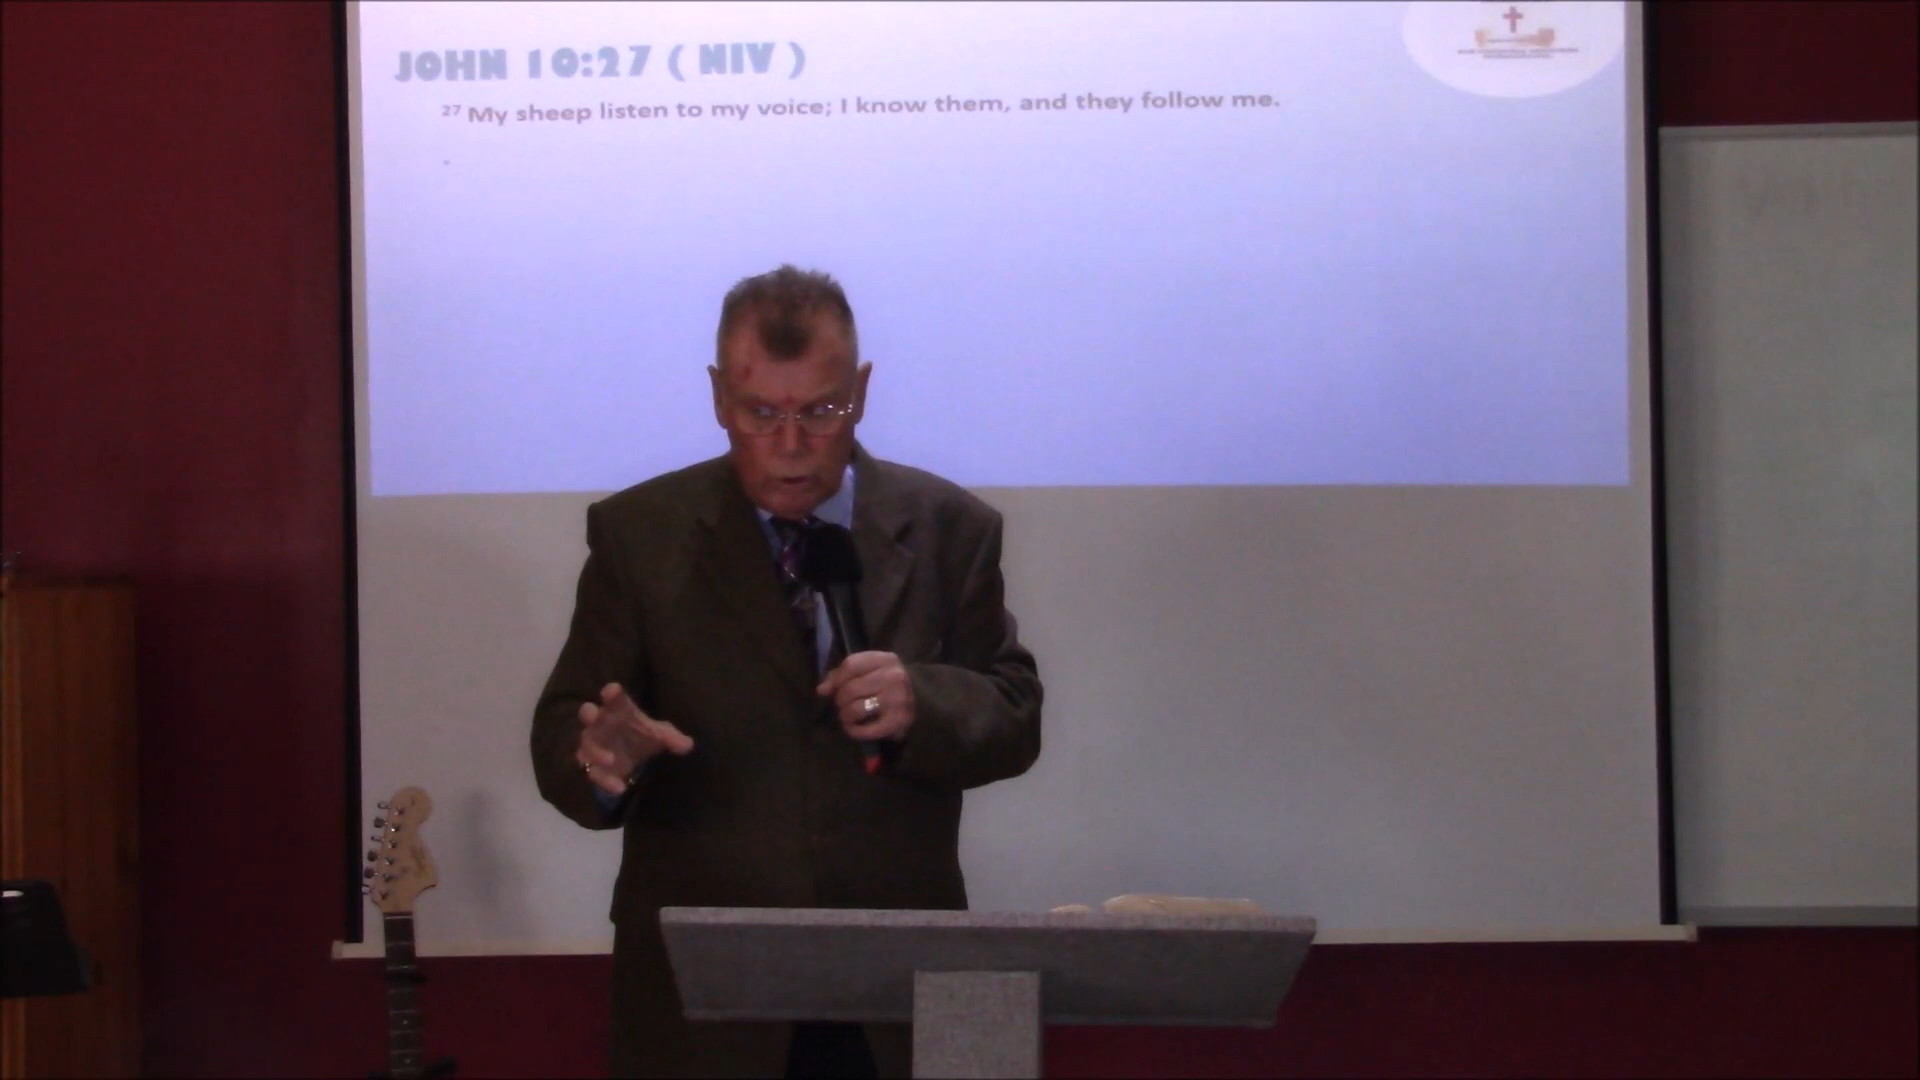 JOHN 10:27 ( NIV )
27 My sheep listen to my voice; I know them, and they follow me.